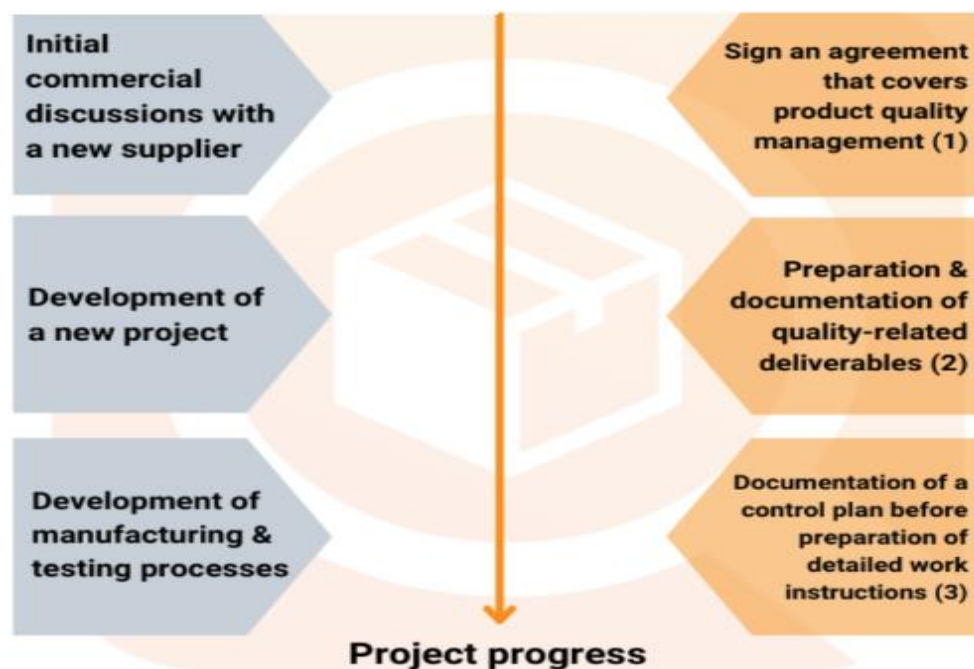 Initial
commercial
discussions with
a new supplier
Sign an agreement
that covers
product quality
management (1)
Development of
a new project
Preparation &
documentation of
quality-related
deliverables (2)
Development of
manufacturing &
testing processes
Documentation of a
control plan before
preparation of
detailed work
instructions (3)
Project progress